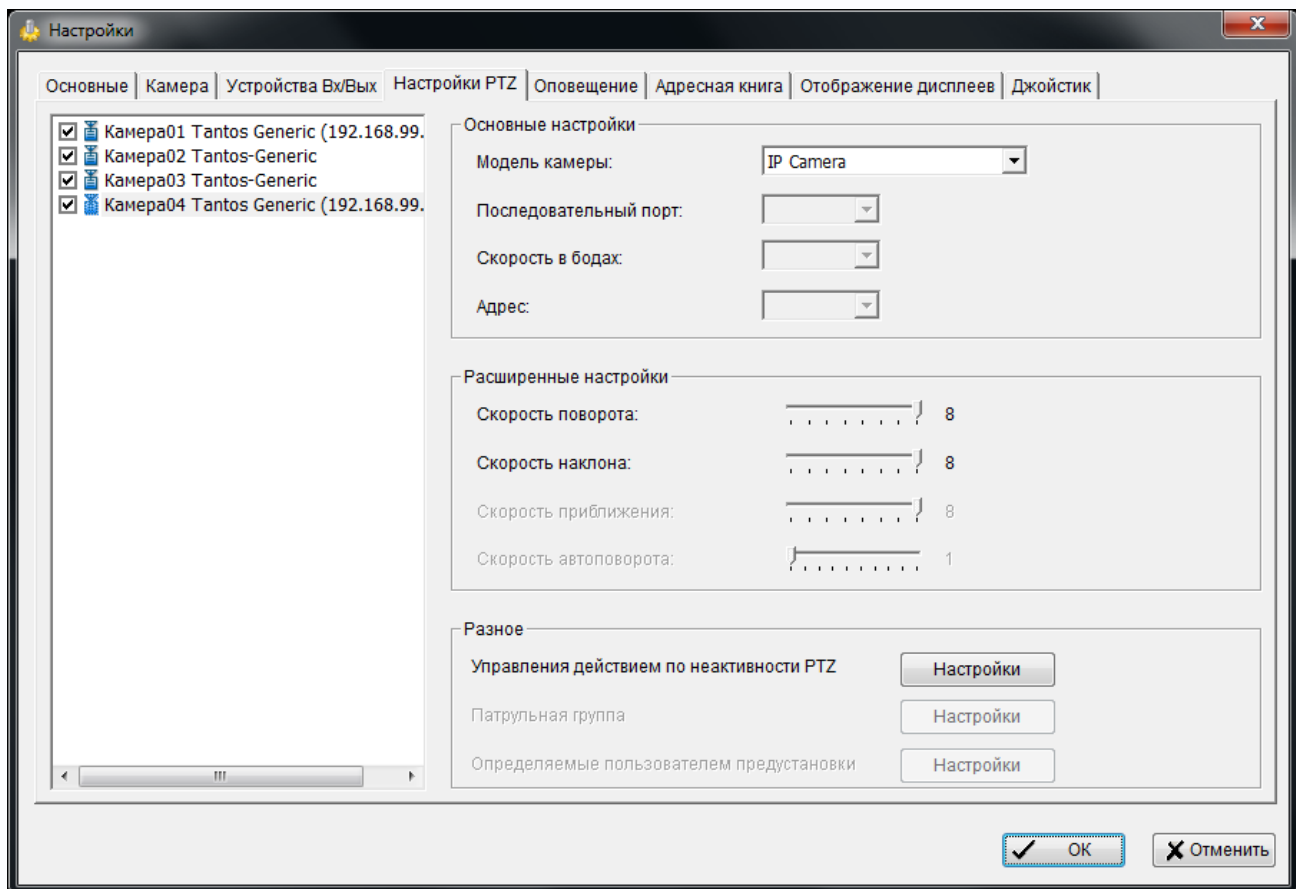 Настройки
Основные Камера Устройства Вх/Вых Настройки PTZ Оповещение Адресная книга Отображение дисплеев Джойстик
Камера01 Tantos Generic (192.168.99.
Камера02 Tantos-Generic
Камера03 Tantos-Generic
Камера04 Tantos Generic (192.168.99.
Основные настройки
Модель камеры: IP Camera
Последовательный порт:
Скорость в бодах:
Адрес:
Расширенные настройки
Скорость поворота: 8
Скорость наклона: 8
Скорость приближения: 8
Скорость автоповорота: 1
Разное
Управления действием по неактивности PTZ Настройки
Патрульная группа Настройки
Определяемые пользователем предустановки Настройки
OK Отменить